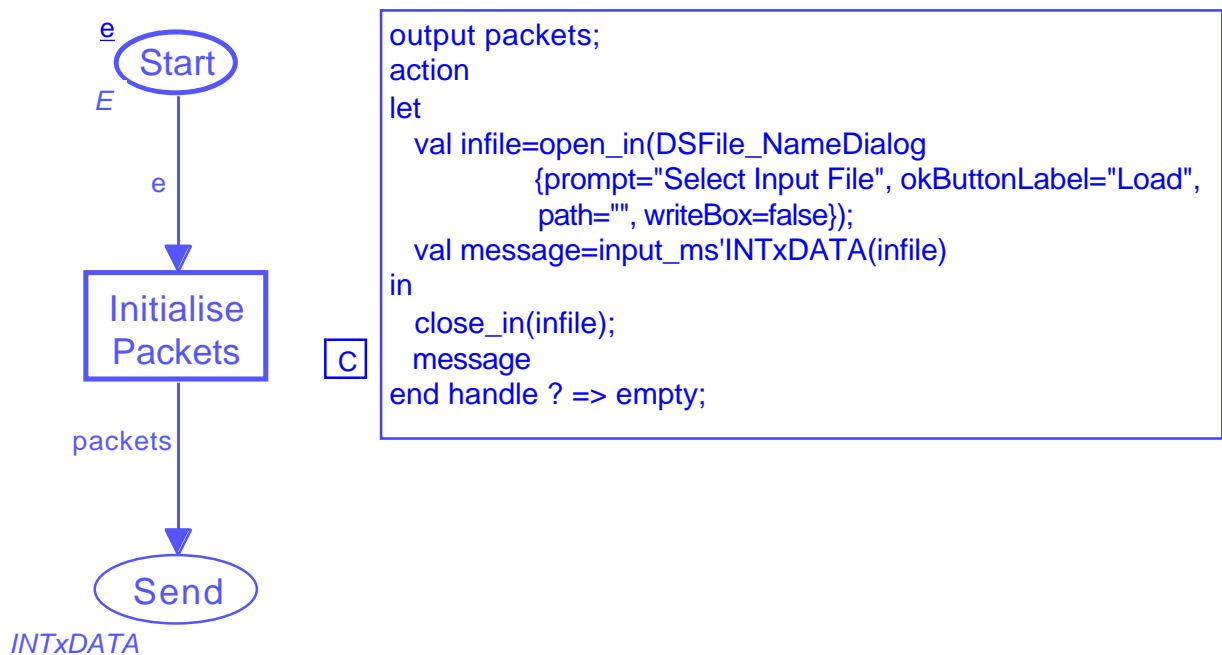 e
Start
E
e
Initialise
Packets
packets
Send
INTxDATA
C
output packets;
action
let
val infile=open_in(DSFile_NameDialog
{prompt="Select Input File", okButtonLabel="Load",
path="", writeBox=false});
val message=input_ms'INTxDATA(infile)
in
close_in(infile);
message
end handle ? => empty;